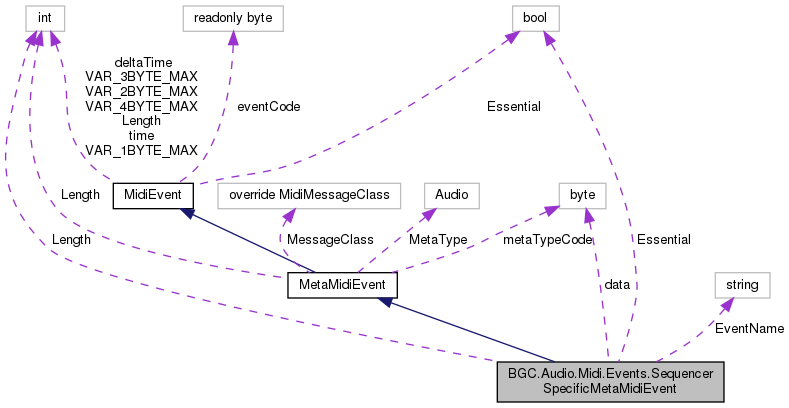 int
readonly byte
bool
deltaTime
VAR_3BYTE_MAX
VAR_2BYTE_MAX
VAR_4BYTE_MAX
Length
time
VAR_1BYTE_MAX
eventCode
Essential
MidiEvent
override MidiMessageClass
Audio
byte
Length
Length
MessageClass
MetaType
metaTypeCode
Essential
MetaMidiEvent
data
string
EventName
BGC.Audio.Midi.Events.Sequencer
SpecificMetaMidiEvent